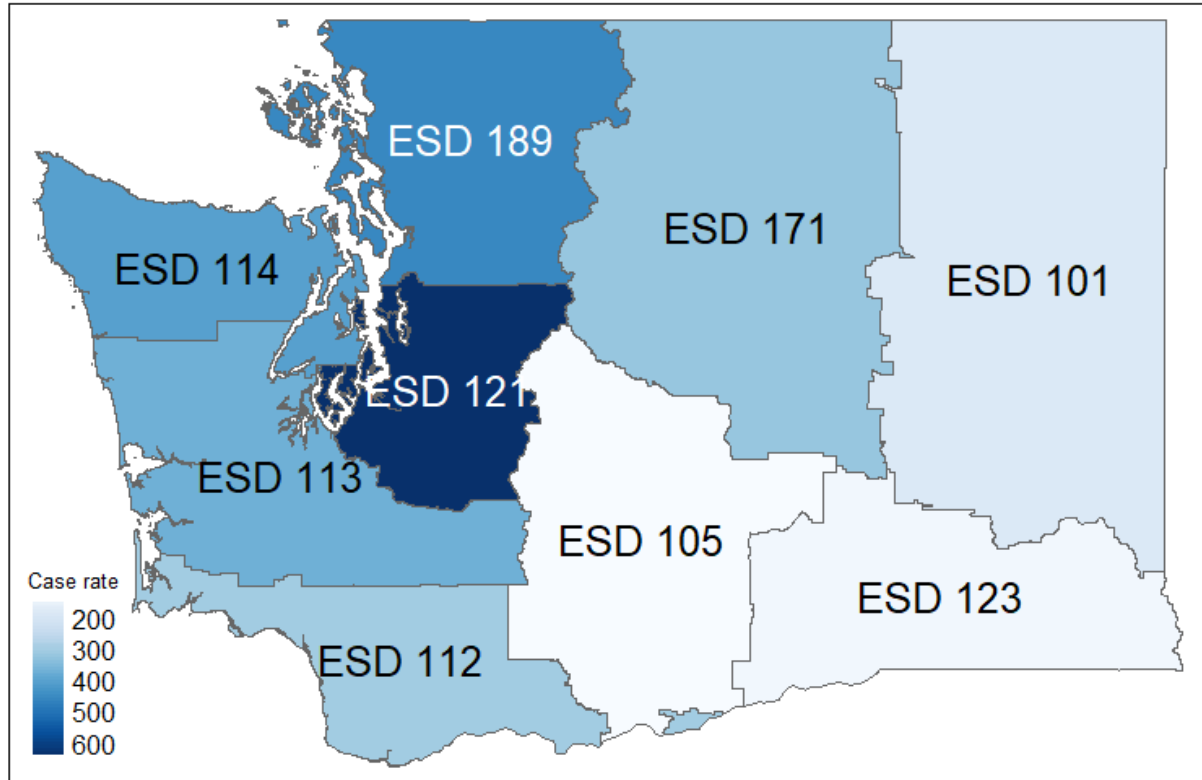 ESD 189
ESD 171
ESD 114
ESD 101
ESD 121
ESD 113
ESD 105
ESD 123
ESD 112
Case rate
200
300
400
500
600